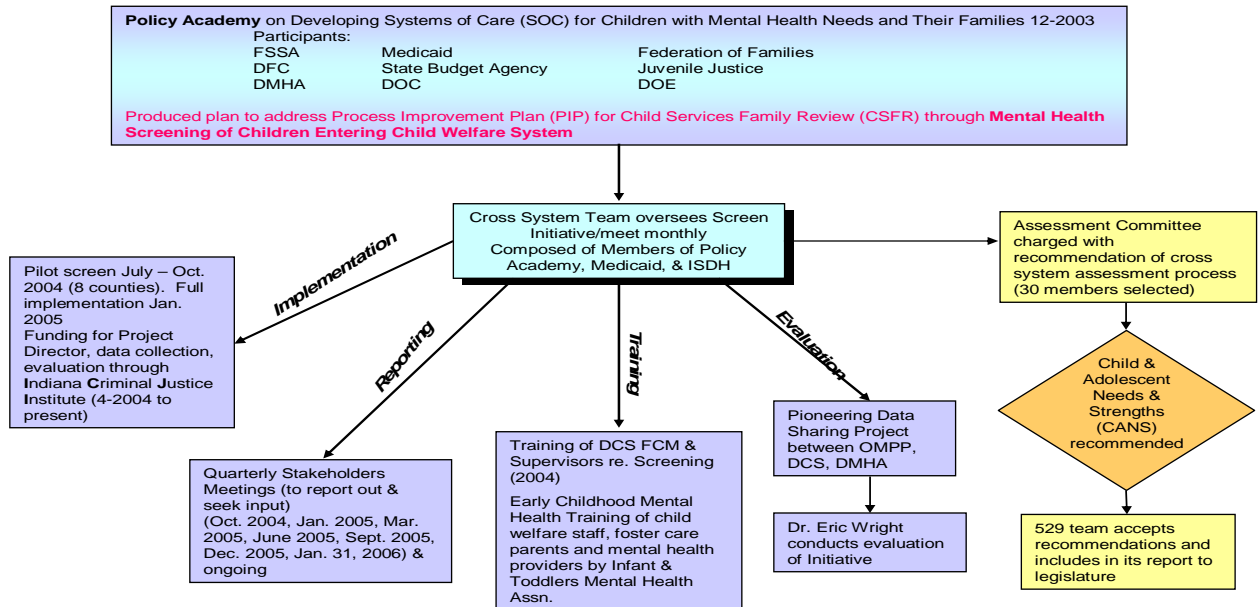 Policy Academy on Developing Systems of Care (SOC) for Children with Mental Health Needs and Their Families 12-2003
Participants:
FSSA Medicaid Federation of Families
DFC State Budget Agency Juvenile Justice
DMHA DOC DOE
Produced plan to address Process Improvement Plan (PIP) for Child Services Family Review (CSFR) through Mental Health
Screening of Children Entering Child Welfare System
Cross System Team oversees Screen
Initiative/meet monthly
Composed of Members of Policy
Academy, Medicaid, & ISDH
Assessment Committee
charged with
recommendation of cross
system assessment process
(30 members selected)
Implementation
Reporting
Training
Evaluation
Pilot screen July – Oct.
2004 (8 counties).  Full
implementation Jan.
2005
Funding for Project
Director, data collection,
evaluation through
Indiana Criminal Justice
Institute (4-2004 to
present)
Quarterly Stakeholders
Meetings (to report out &
seek input)
(Oct. 2004, Jan. 2005, Mar.
2005, June 2005, Sept. 2005,
Dec. 2005, Jan. 31, 2006) &
ongoing
Training of DCS FCM &
Supervisors re. Screening
(2004)
Early Childhood Mental
Health Training of child
welfare staff, foster care
parents and mental health
providers by Infant &
Toddlers Mental Health
Assn.
Pioneering Data
Sharing Project
between OMPP,
DCS, DMHA
Dr. Eric Wright
conducts evaluation
of Initiative
Child &
Adolescent
Needs &
Strengths
(CANS)
recommended
529 team accepts
recommendations and
includes in its report to
legislature